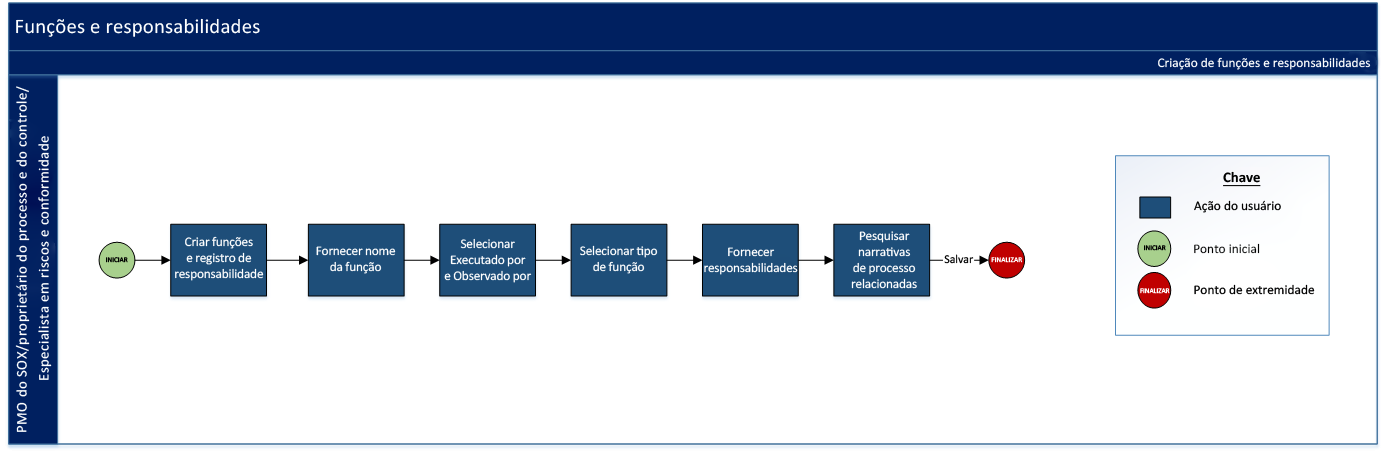 Funções e responsabilidades
Criação de funções e responsabilidades
PMO do SOX/proprietário do processo e do controle/
Especialista em riscos e conformidade
INICIAR
Criar funções
e registro de
responsabilidade
Fornecer nome
da função
Selecionar
Executado por
e Observado por
Selecionar tipo
de função
Fornecer
responsabilidades
Pesquisar
narrativas
de processo
relacionadas
Salvar
FINALIZAR
Chave
Ação do usuário
INICIAR
Ponto inicial
FINALIZAR
Ponto de extremidade